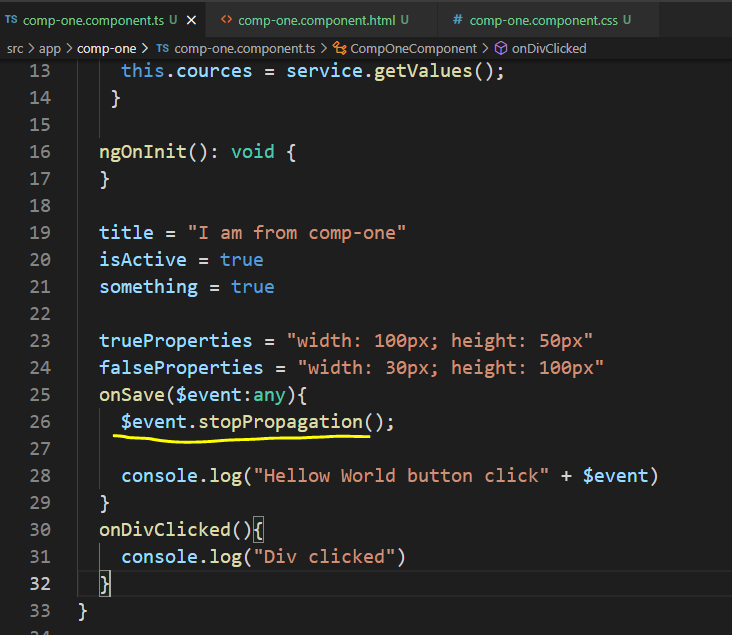 TS comp-one.component.ts U × <> comp-one.component.html U # comp-one.component.css U
src > app > comp-one > TS comp-one.component.ts > CompOneComponent > onDivClicked
13 this.cources = service.getValues();
14 }
15
16 ngOnInit(): void {
17 }
18
19 title = "I am from comp-one"
20 isActive = true
21 something = true
22
23 trueProperties = "width: 100px; height: 50px"
24 falseProperties = "width: 30px; height: 100px"
25 onSave($event:any){
26 $event.stopPropagation();
27
28 console.log("Hellow World button click" + $event)
29 }
30 onDivClicked(){
31 console.log("Div clicked")
32 }
33 }
34